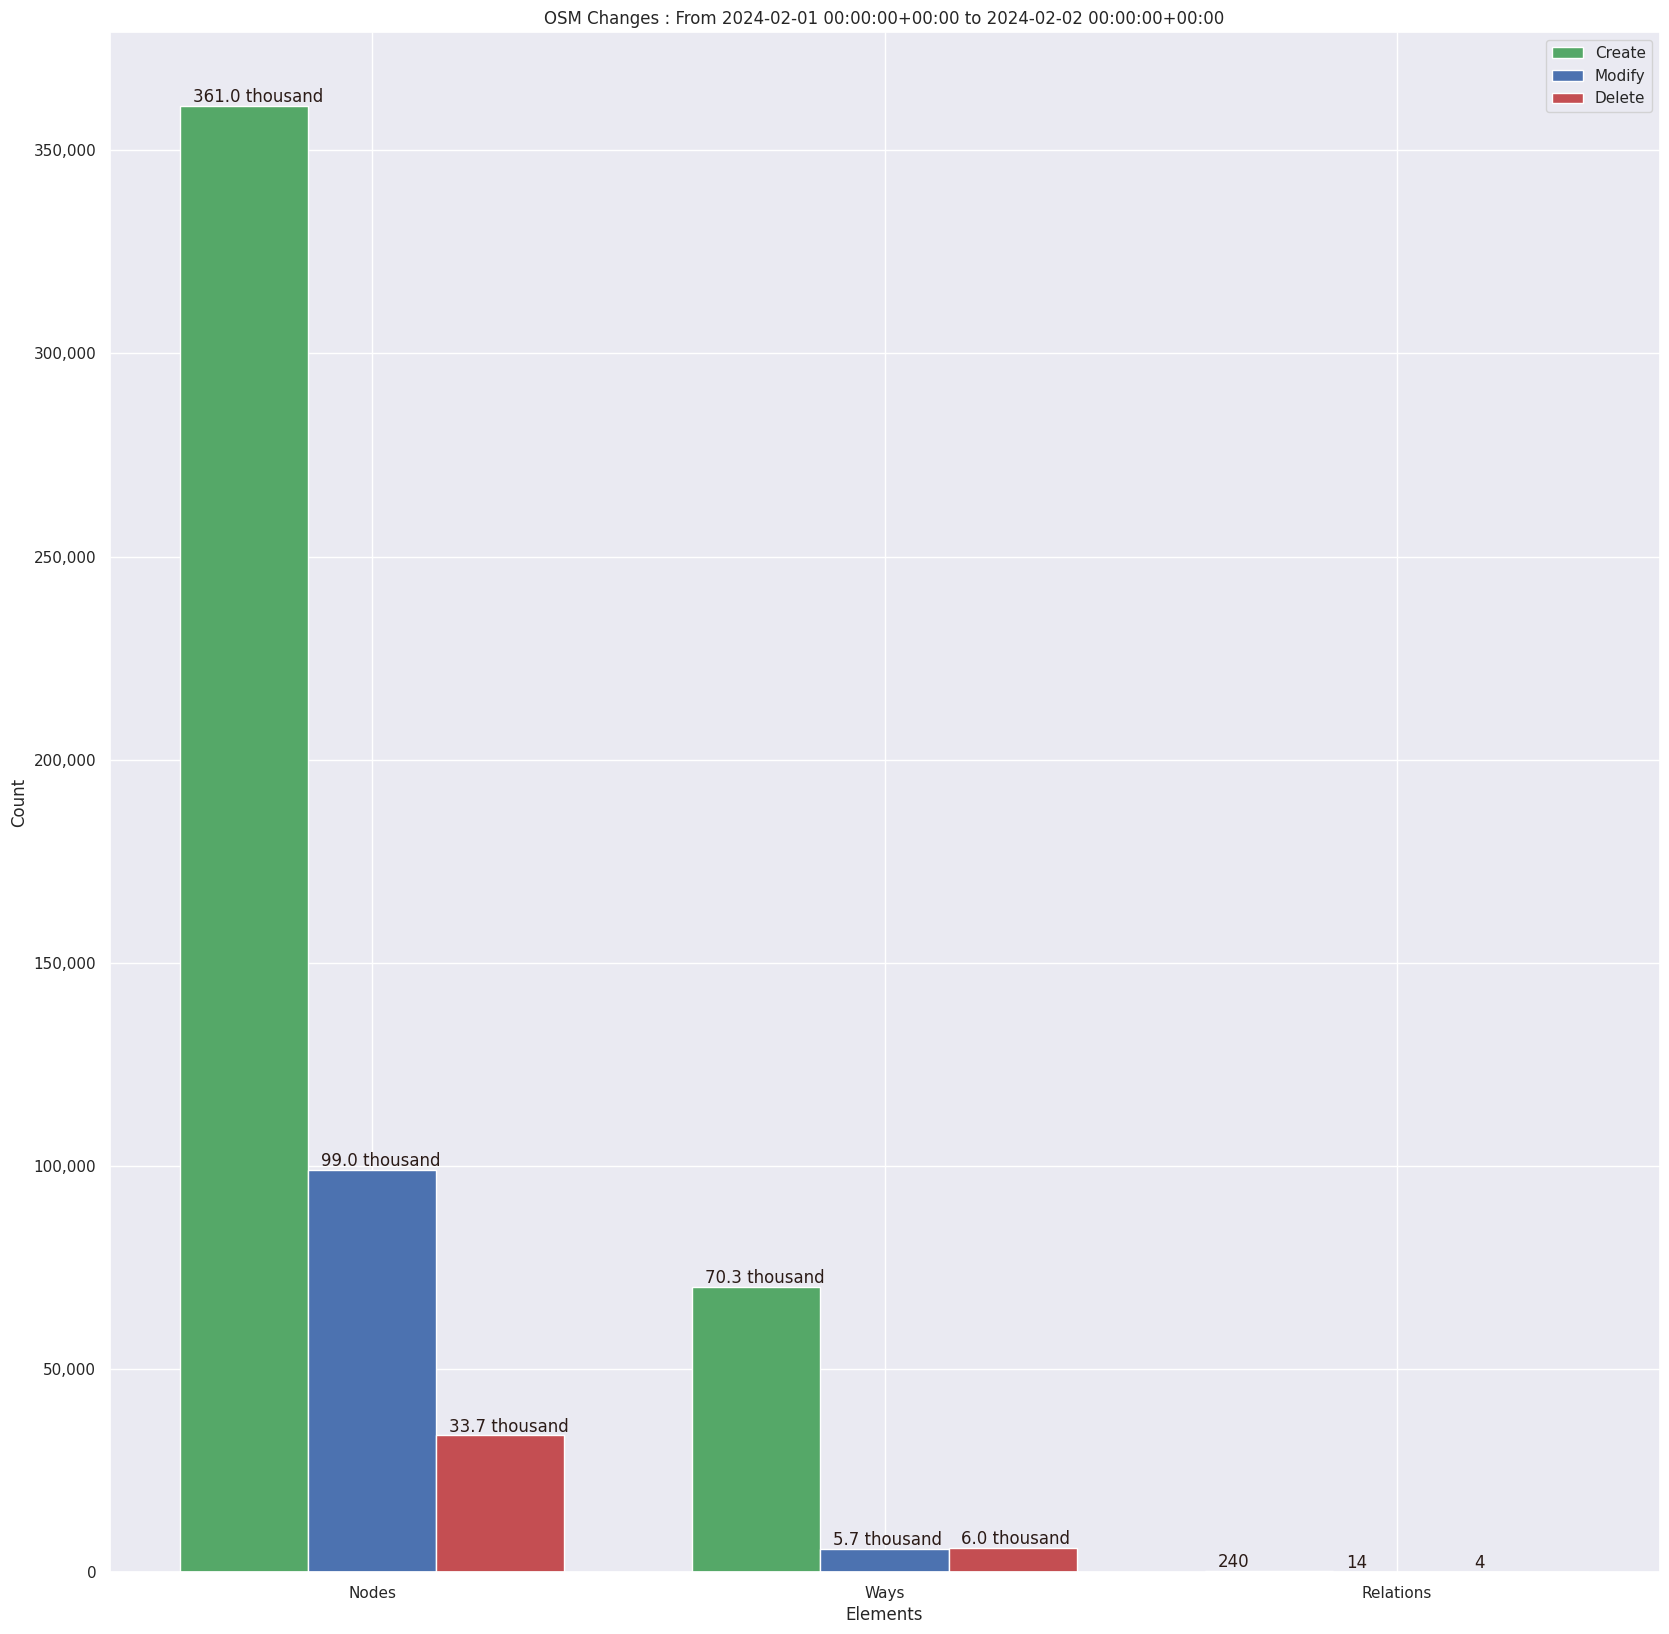 OSM Changes : From 2024-02-01 00:00:00+00:00 to 2024-02-02 00:00:00+00:00
Create
Modify
Delete
361.0 thousand
350,000
300,000
250,000
200,000
Count
150,000
99.0 thousand
100,000
70.3 thousand
50,000
33.7 thousand
5.7 thousand
6.0 thousand
240
14
4
0
Nodes
Ways
Relations
Elements